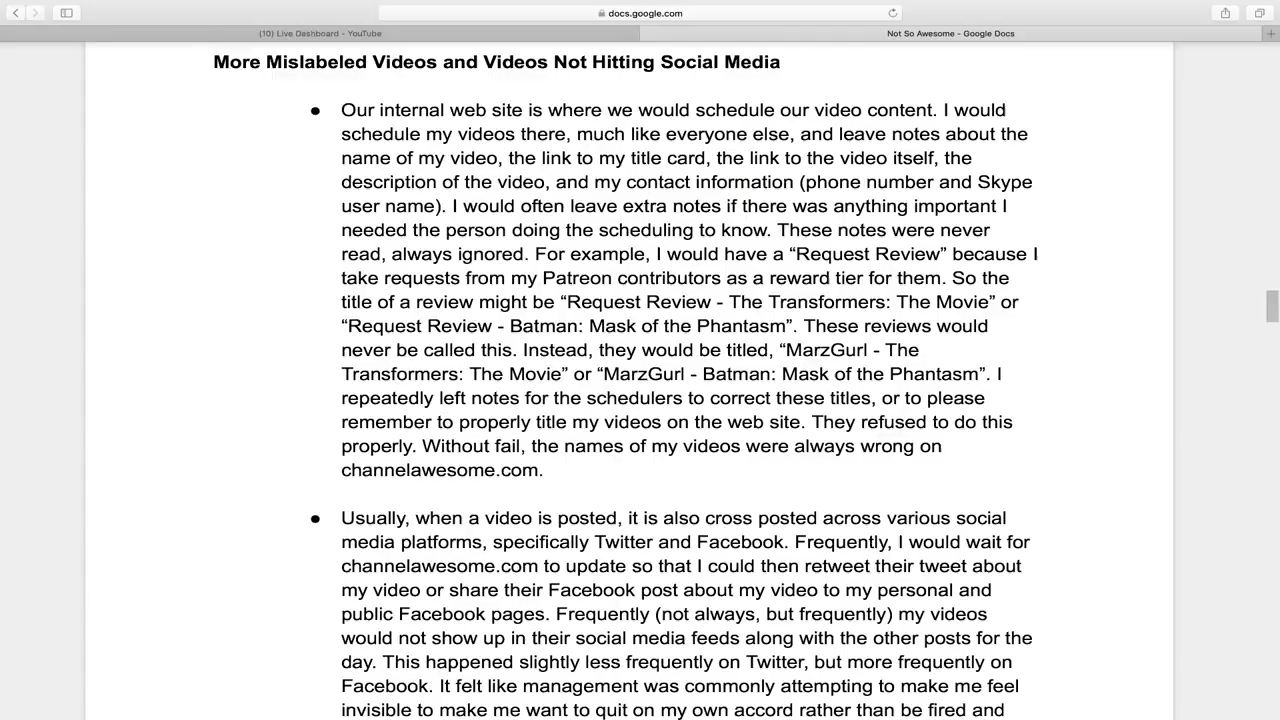 docs.google.com
(10) Live Dashboard - YouTube
Not So Awesome - Google Docs
More Mislabeled Videos and Videos Not Hitting Social Media
● Our internal web site is where we would schedule our video content. I would
schedule my videos there, much like everyone else, and leave notes about the
name of my video, the link to my title card, the link to the video itself, the
description of the video, and my contact information (phone number and Skype
user name). I would often leave extra notes if there was anything important I
needed the person doing the scheduling to know. These notes were never
read, always ignored. For example, I would have a “Request Review” because I
take requests from my Patreon contributors as a reward tier for them. So the
title of a review might be “Request Review - The Transformers: The Movie” or
“Request Review - Batman: Mask of the Phantasm”. These reviews would
never be called this. Instead, they would be titled, “MarzGurl - The
Transformers: The Movie” or “MarzGurl - Batman: Mask of the Phantasm”. I
repeatedly left notes for the schedulers to correct these titles, or to please
remember to properly title my videos on the web site. They refused to do this
properly. Without fail, the names of my videos were always wrong on
channelawesome.com.
● Usually, when a video is posted, it is also cross posted across various social
media platforms, specifically Twitter and Facebook. Frequently, I would wait for
channelawesome.com to update so that I could then retweet their tweet about
my video or share their Facebook post about my video to my personal and
public Facebook pages. Frequently (not always, but frequently) my videos
would not show up in their social media feeds along with the other posts for the
day. This happened slightly less frequently on Twitter, but more frequently on
Facebook. It felt like management was commonly attempting to make me feel
invisible to make me want to quit on my own accord rather than be fired and